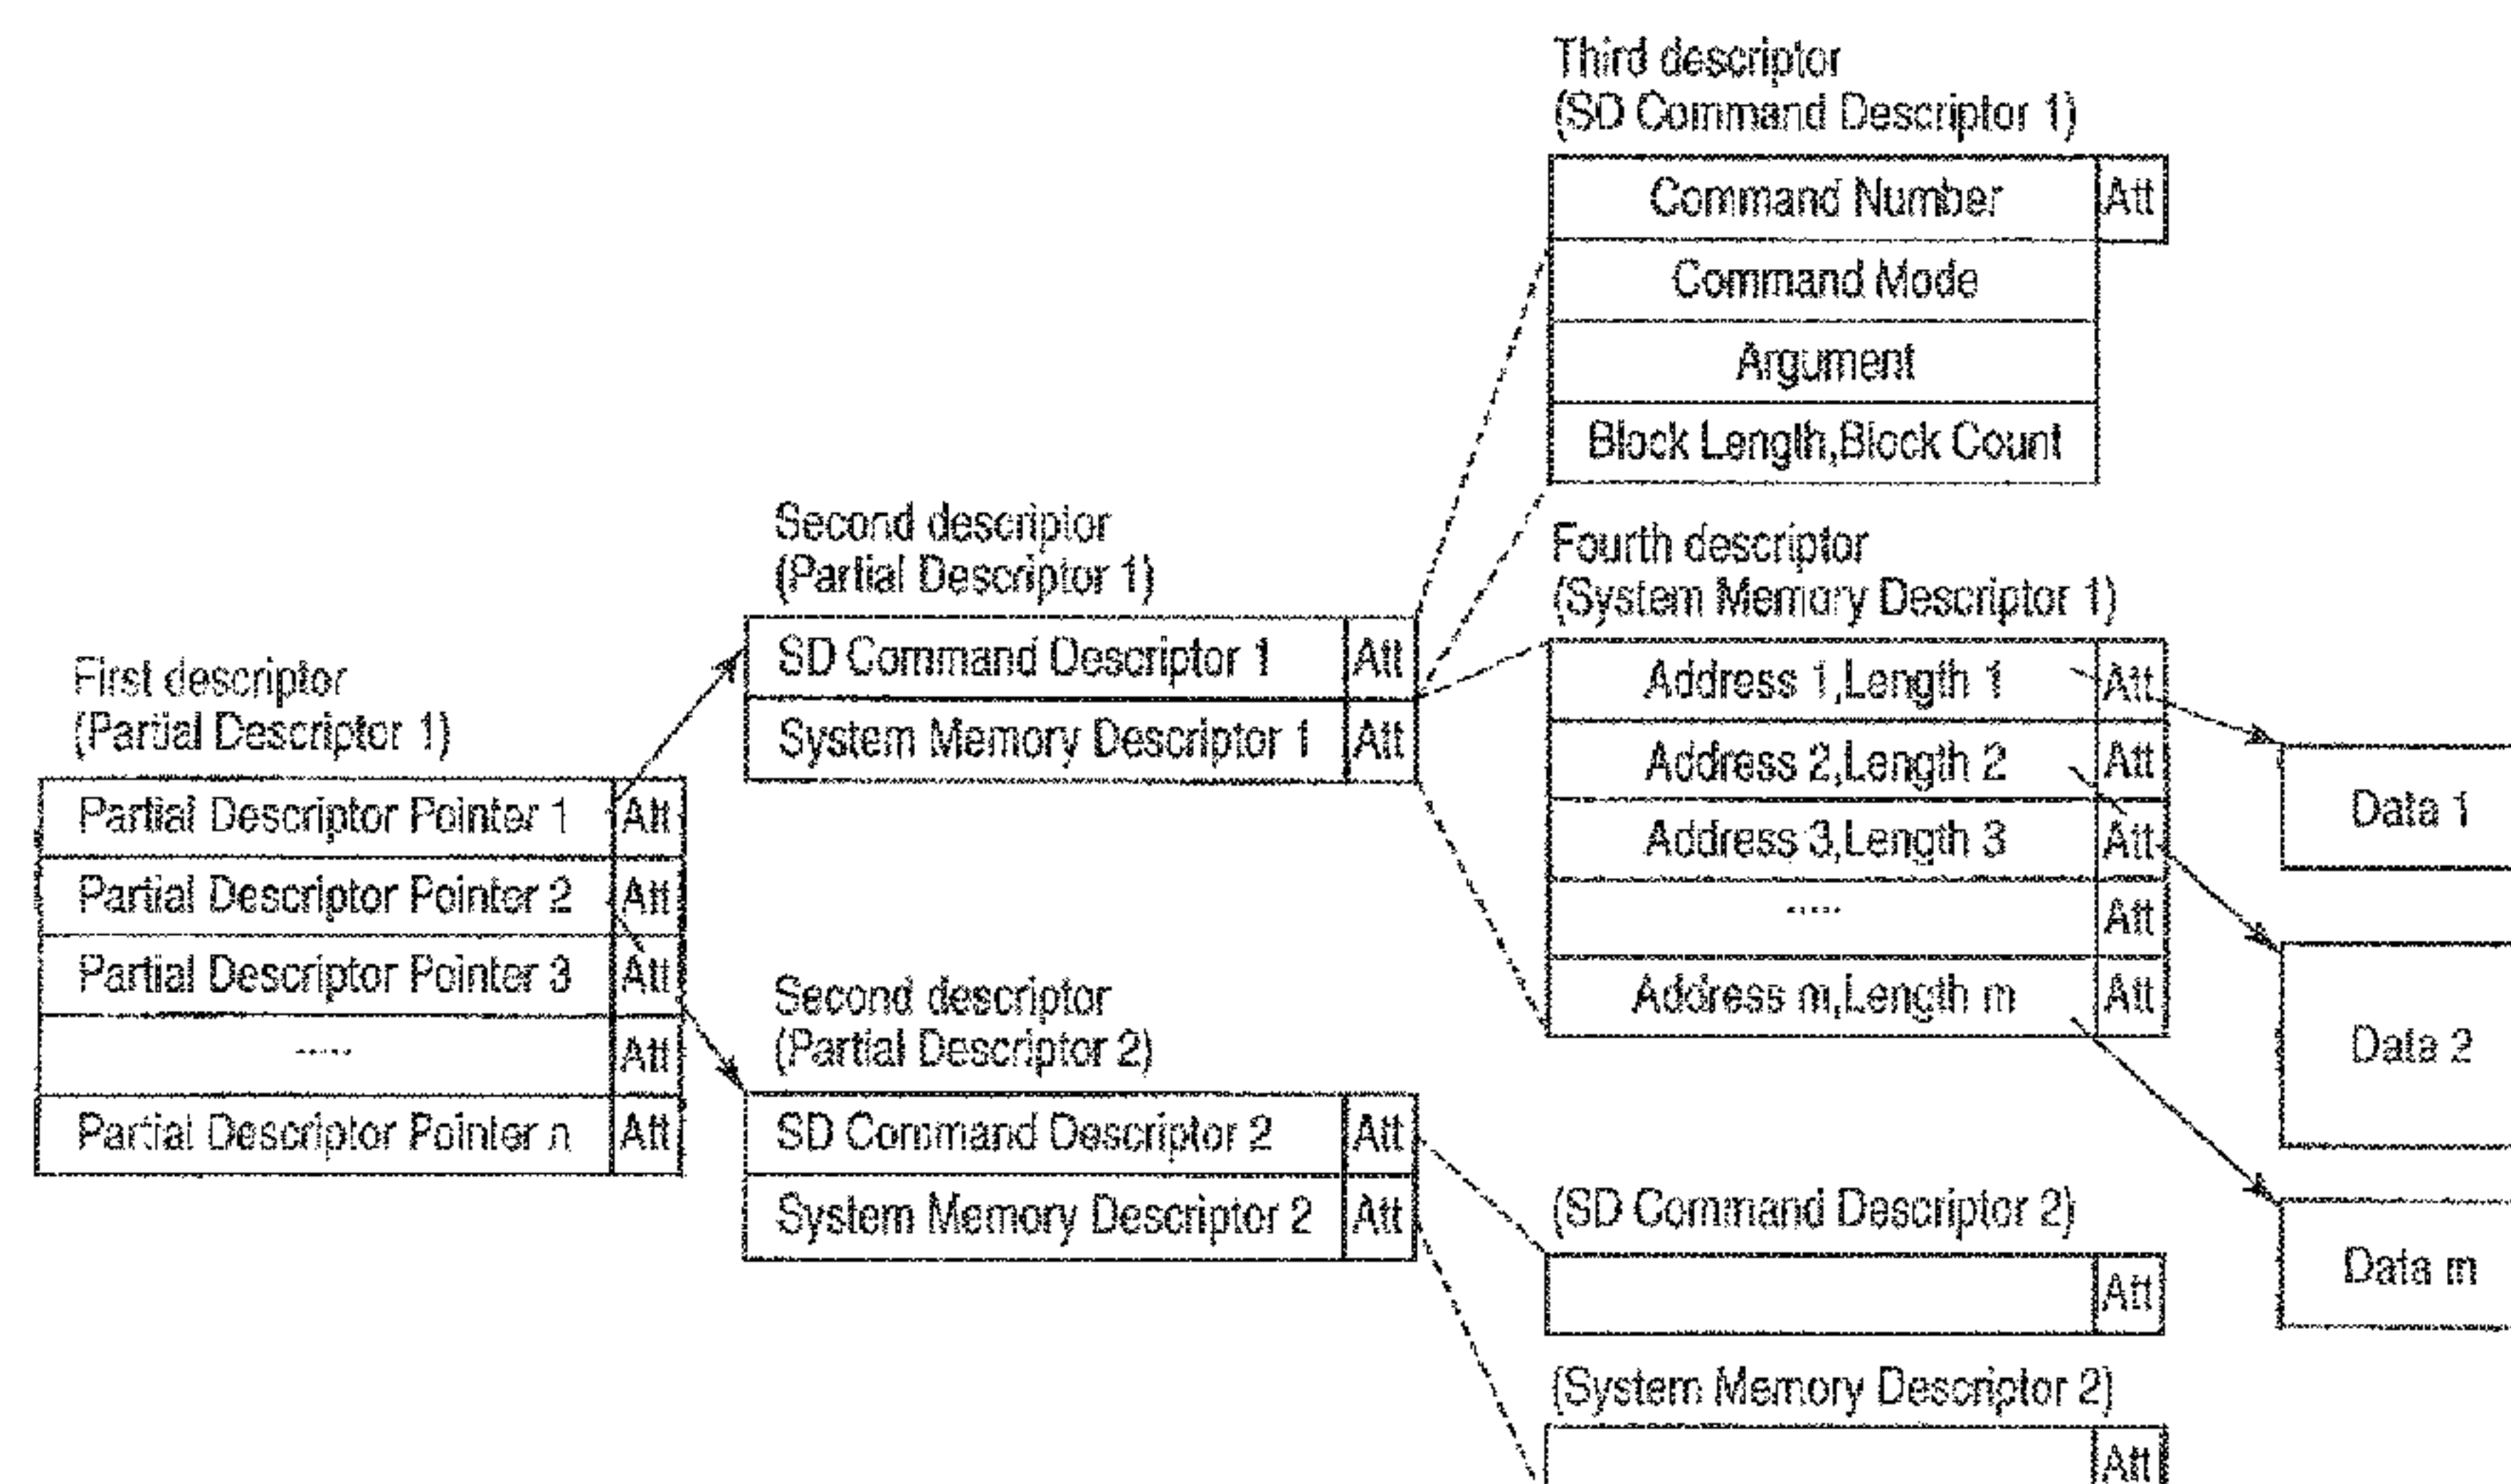 First descriptor
(Partial Descriptor 1)
Partial Descriptor Pointer 1 Att
Partial Descriptor Pointer 2 Att
Partial Descriptor Pointer 3 Att
..... Att
Partial Descriptor Pointer n Att
Second descriptor
(Partial Descriptor 1)
SD Command Descriptor 1 Att
System Memory Descriptor 1 Att
Second descriptor
(Partial Descriptor 2)
SD Command Descriptor 2 Att
System Memory Descriptor 2 Att
Third descriptor
(SD Command Descriptor 1)
Command Number Att
Command Mode
Argument
Block Length,Block Count
Fourth descriptor
(System Memory Descriptor 1)
Address 1,Length 1 Att
Address 2,Length 2 Att
Address 3,Length 3 Att
..... Att
Address m,Length m Att
(SD Command Descriptor 2)
Att
(System Memory Descriptor 2)
Att
Data 1
Data 2
Data m